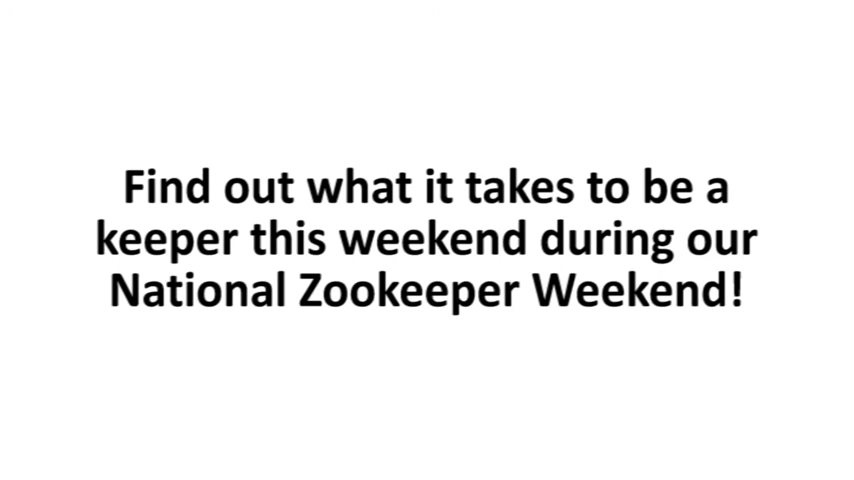 Find out what it takes to be a
keeper this weekend during our
National Zookeeper Weekend!